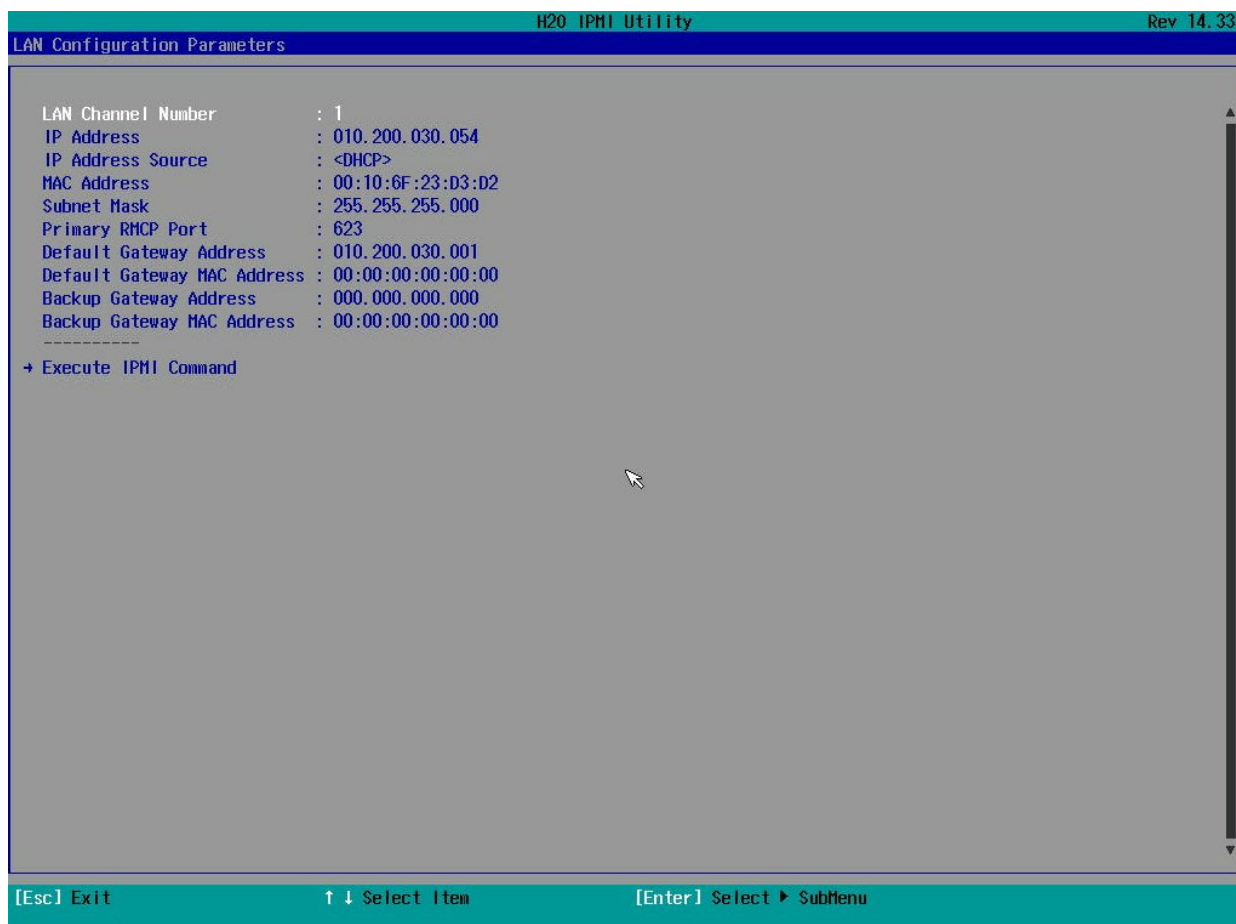 H2O IPMI Utility Rev 14.33
LAN Configuration Parameters
LAN Channel Number : 1
IP Address : 010.200.030.054
IP Address Source : <DHCP>
MAC Address : 00:10:6F:23:D3:D2
Subnet Mask : 255.255.255.000
Primary RMCP Port : 623
Default Gateway Address : 010.200.030.001
Default Gateway MAC Address : 00:00:00:00:00:00
Backup Gateway Address : 000.000.000.000
Backup Gateway MAC Address : 00:00:00:00:00:00
----------
→ Execute IPMI Command
[Esc] Exit ↑ ↓ Select Item [Enter] Select ▶ SubMenu